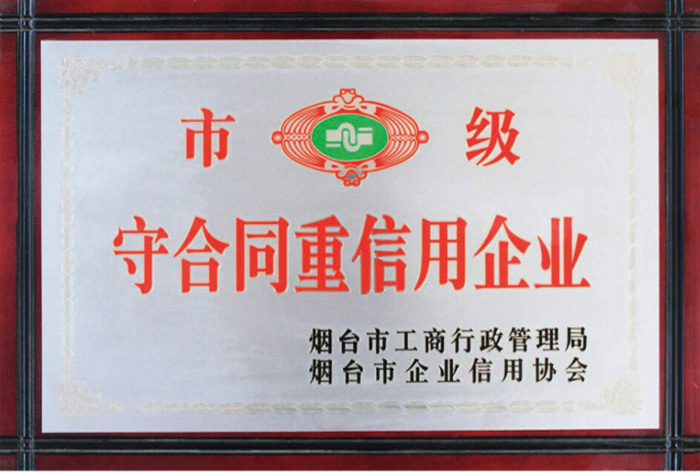 市 级
守合同重信用企业
烟台市工商行政管理局
烟台市企业信用协会